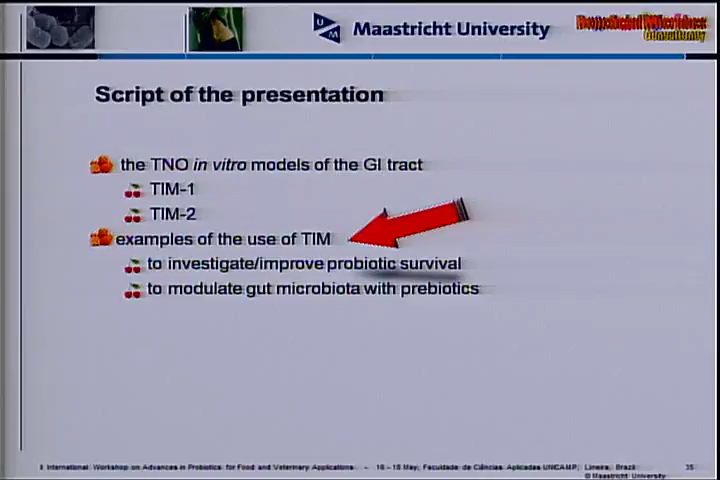 Maastricht University
Beneficial Microbes
Consultancy
Script of the presentation
the TNO in vitro models of the GI tract
TIM-1
TIM-2
examples of the use of TIM
to investigate/improve probiotic survival
to modulate gut microbiota with prebiotics
I International Workshop on Advances in Probiotics for Food and Veterinary Applications – 16 – 18 May, Faculdade de Ciências Aplicadas UNICAMP, Limeira, Brazil 35
© Maastricht University